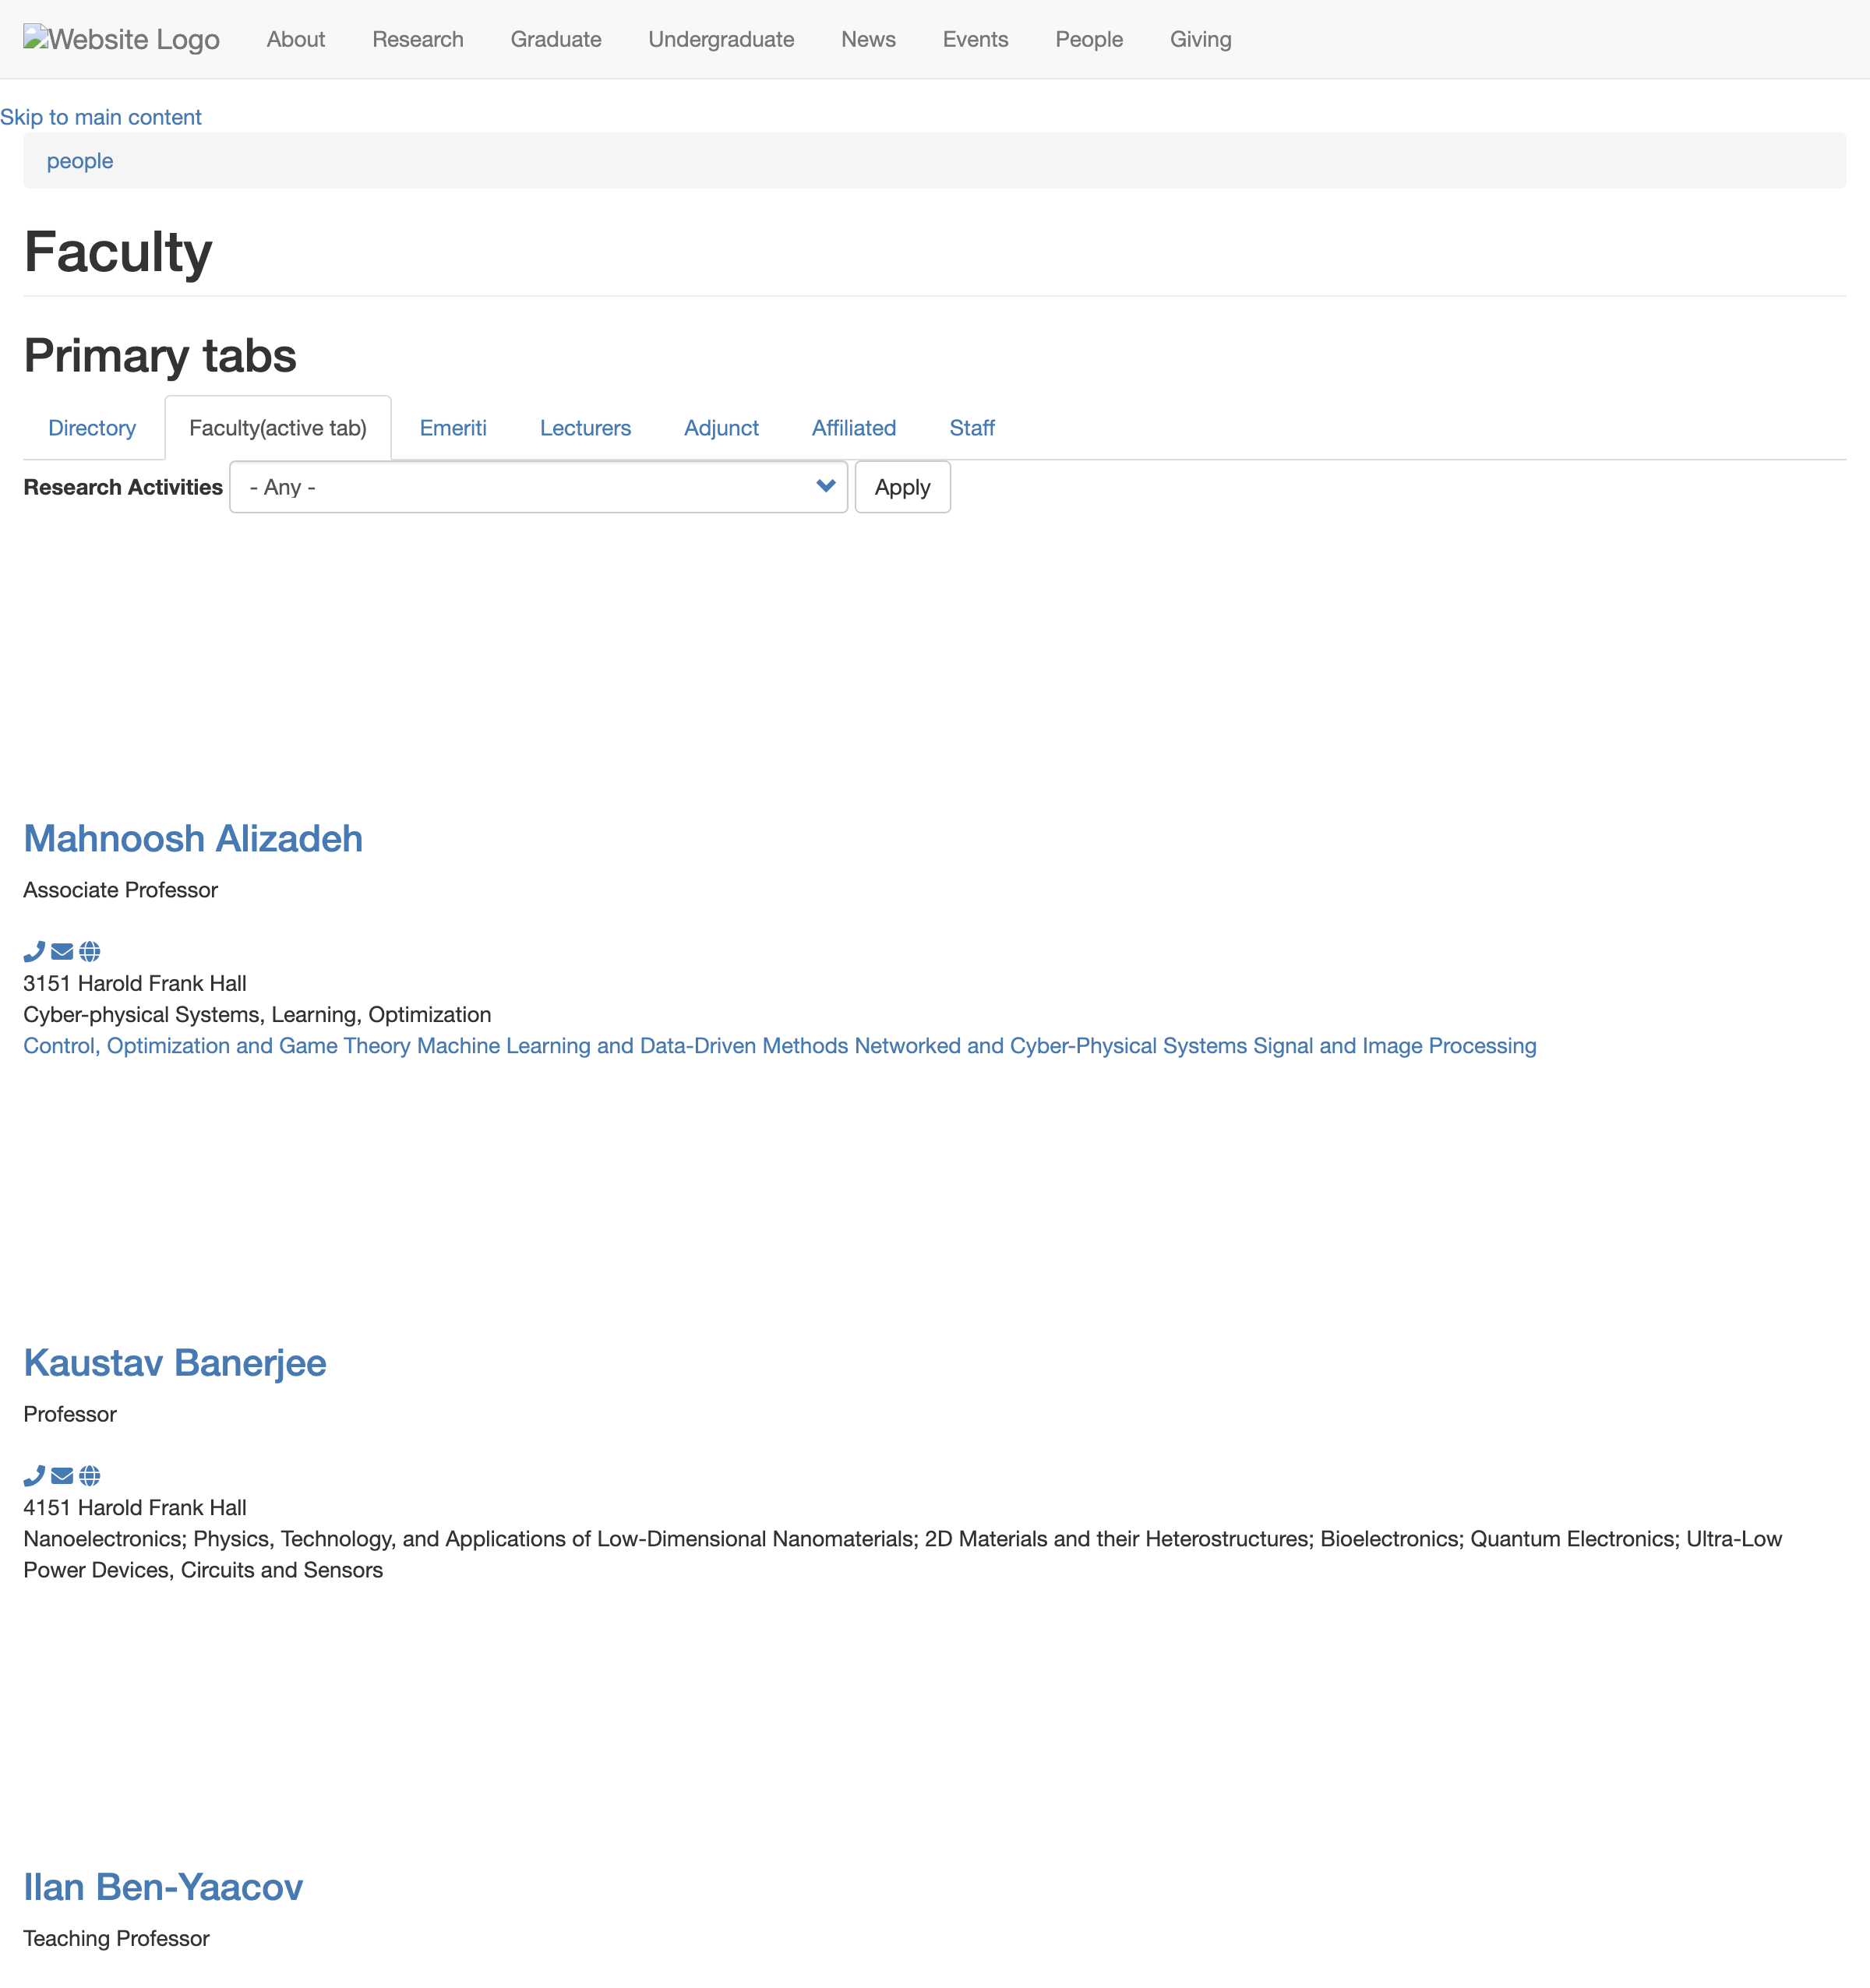 Website Logo About Research Graduate Undergraduate News Events People Giving
Skip to main content
people
Faculty
Primary tabs
Directory Faculty(active tab) Emeriti Lecturers Adjunct Affiliated Staff
Research Activities - Any - Apply
Mahnoosh Alizadeh
Associate Professor
3151 Harold Frank Hall
Cyber-physical Systems, Learning, Optimization
Control, Optimization and Game Theory Machine Learning and Data-Driven Methods Networked and Cyber-Physical Systems Signal and Image Processing
Kaustav Banerjee
Professor
4151 Harold Frank Hall
Nanoelectronics; Physics, Technology, and Applications of Low-Dimensional Nanomaterials; 2D Materials and their Heterostructures; Bioelectronics; Quantum Electronics; Ultra-Low
Power Devices, Circuits and Sensors
Ilan Ben-Yaacov
Teaching Professor